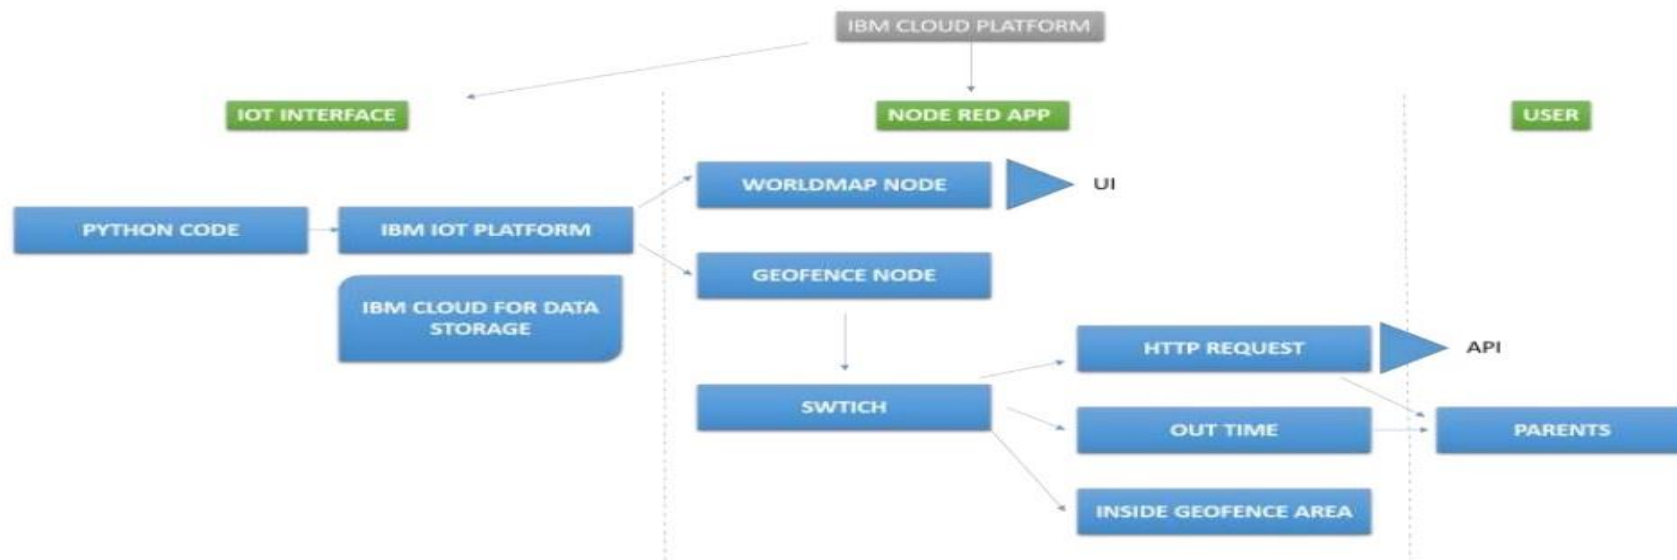 IBM CLOUD PLATFORM
IOT INTERFACE
NODE RED APP
USER
WORLDMAP NODE
UI
PYTHON CODE
IBM IOT PLATFORM
GEOFENCE NODE
IBM CLOUD FOR DATA
STORAGE
HTTP REQUEST
API
SWTICH
OUT TIME
PARENTS
INSIDE GEOFENCE AREA